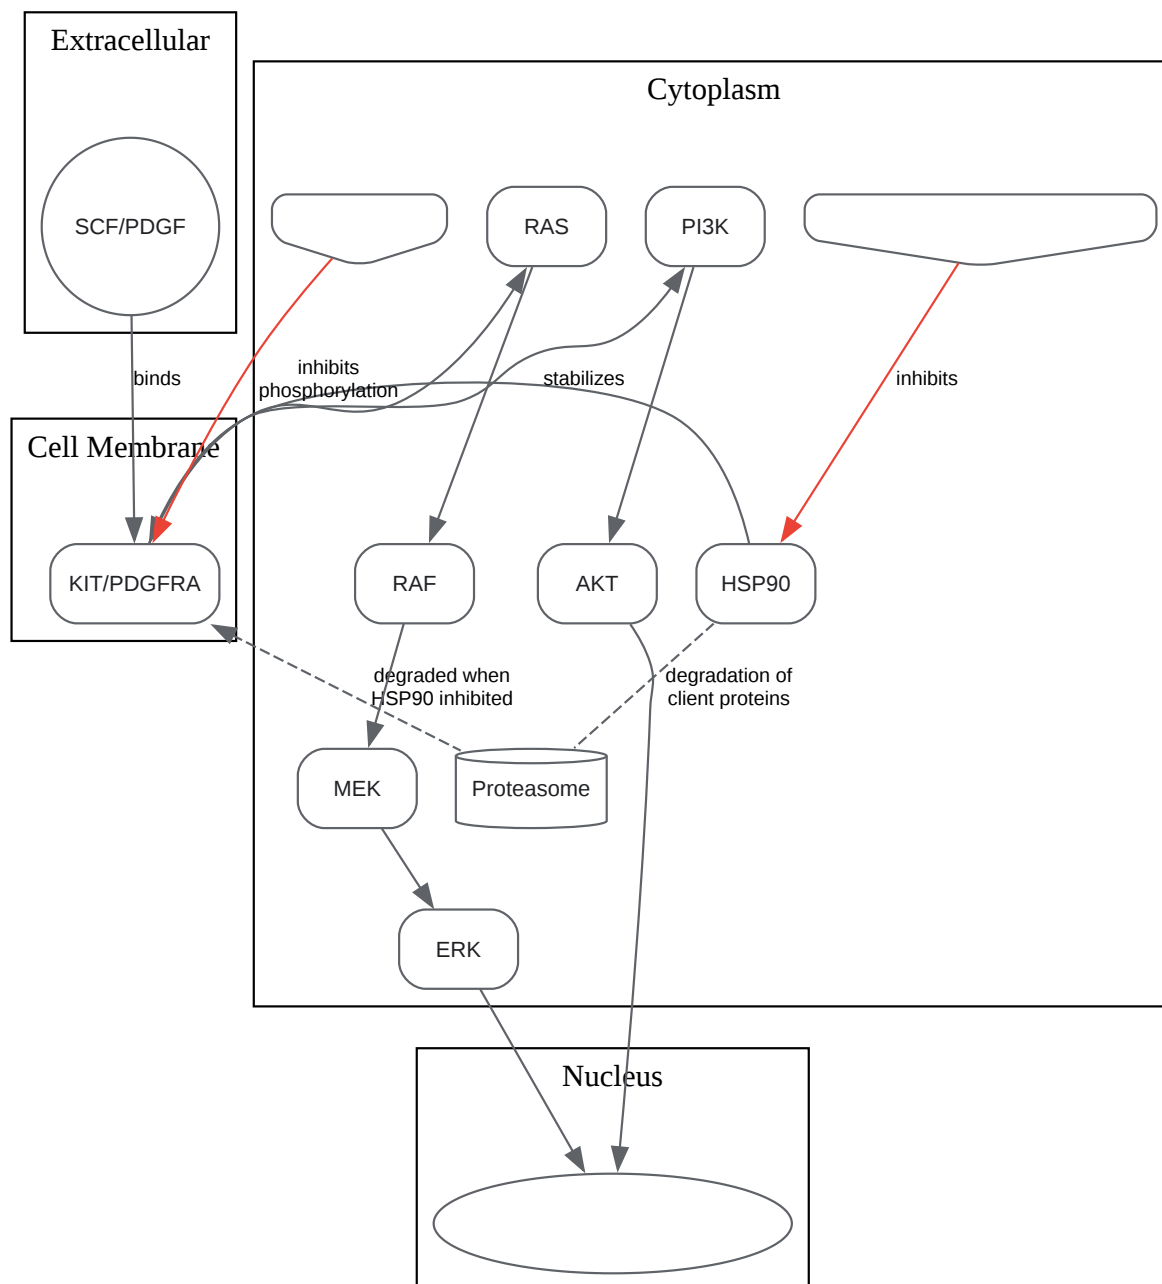 Extracellular
Cytoplasm
SCF/PDGF
RAS
PI3K
binds
inhibits
phosphorylation
stabilizes
inhibits
Cell Membrane
KIT/PDGFRA
RAF
AKT
HSP90
degraded when
HSP90 inhibited
degradation of
client proteins
MEK
Proteasome
ERK
Nucleus